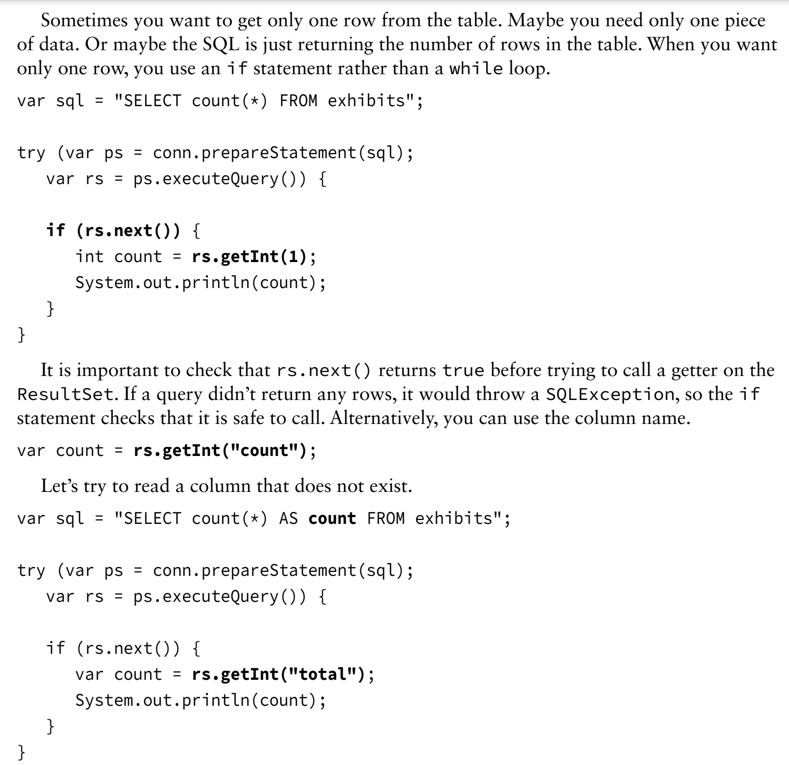 Sometimes you want to get only one row from the table. Maybe you need only one piece
of data. Or maybe the SQL is just returning the number of rows in the table. When you want
only one row, you use an if statement rather than a while loop.
var sql = "SELECT count(*) FROM exhibits";
try (var ps = conn.prepareStatement(sql);
   var rs = ps.executeQuery()) {
   if (rs.next()) {
      int count = rs.getInt(1);
      System.out.println(count);
   }
}
It is important to check that rs.next() returns true before trying to call a getter on the
ResultSet. If a query didn't return any rows, it would throw a SQLException, so the if
statement checks that it is safe to call. Alternatively, you can use the column name.
var count = rs.getInt("count");
Let's try to read a column that does not exist.
var sql = "SELECT count(*) AS count FROM exhibits";
try (var ps = conn.prepareStatement(sql);
   var rs = ps.executeQuery()) {
   if (rs.next()) {
      var count = rs.getInt("total");
      System.out.println(count);
   }
}